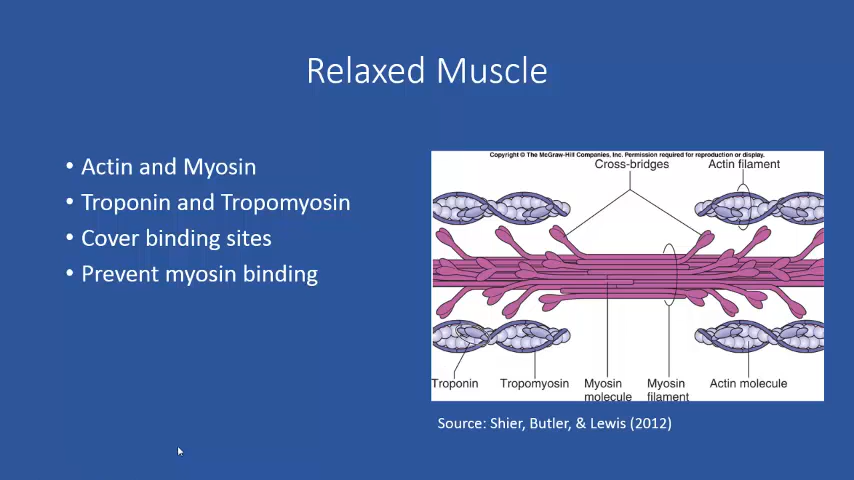 Relaxed Muscle
• Actin and Myosin
• Troponin and Tropomyosin
• Cover binding sites
• Prevent myosin binding
Copyright © The McGraw-Hill Companies, Inc. Permission required for reproduction or display.
Cross-bridges
Actin filament
Troponin
Tropomyosin
Myosin
molecule
Myosin
filament
Actin molecule
Source: Shier, Butler, & Lewis (2012)